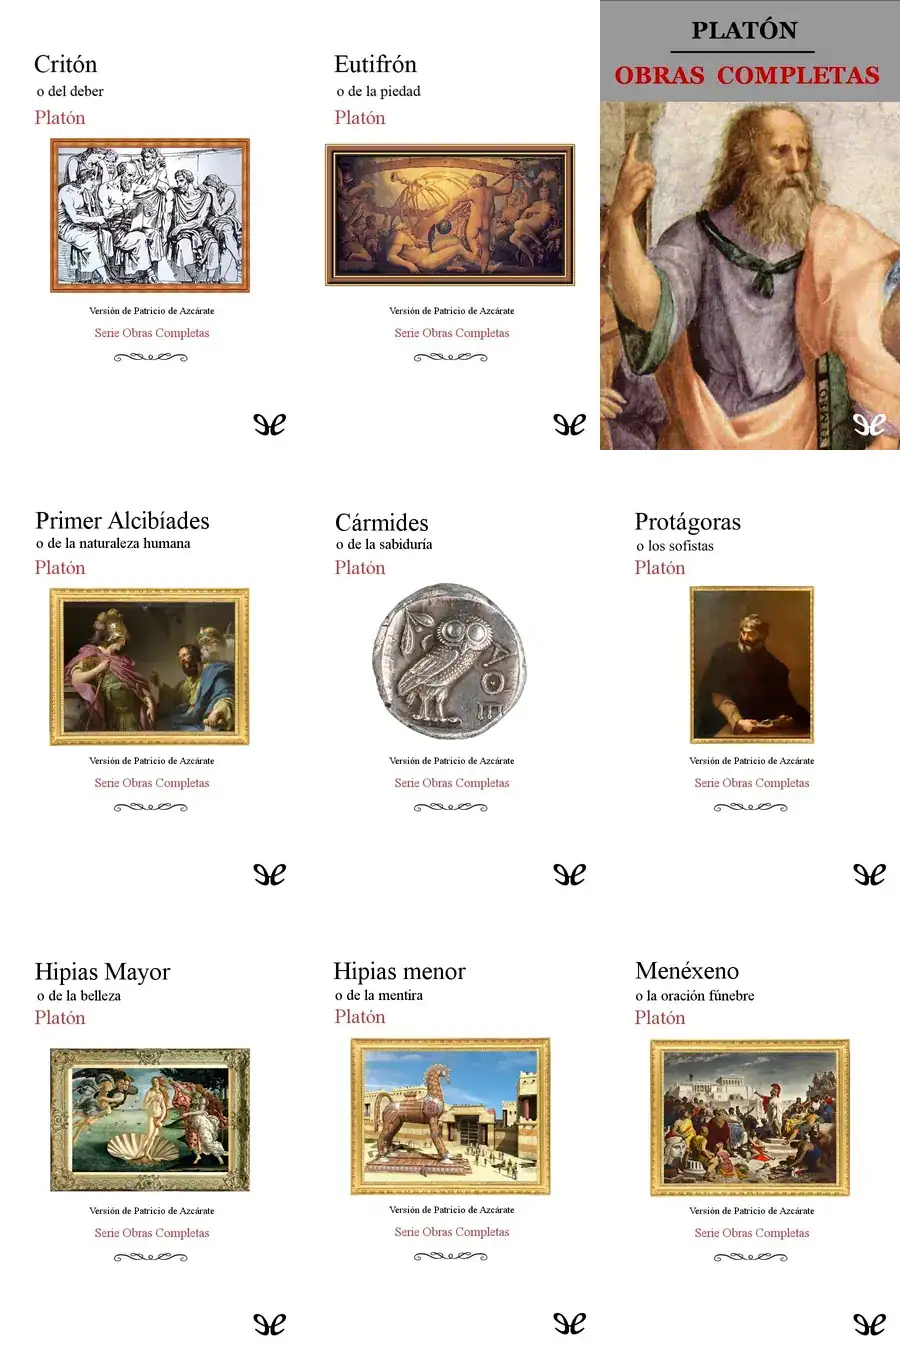 Critón
o del deber
Platón
Versión de Patricio de Azcárate
Serie Obras Completas
Eutifrón
o de la piedad
Platón
Versión de Patricio de Azcárate
Serie Obras Completas
PLATÓN
OBRAS COMPLETAS
TIMEO
Primer Alcibíades
o de la naturaleza humana
Platón
Versión de Patricio de Azcárate
Serie Obras Completas
Cármides
o de la sabiduría
Platón
ΑΘΕ
Versión de Patricio de Azcárate
Serie Obras Completas
Protágoras
o los sofistas
Platón
Versión de Patricio de Azcárate
Serie Obras Completas
Hipias Mayor
o de la belleza
Platón
Versión de Patricio de Azcárate
Serie Obras Completas
Hipias menor
o de la mentira
Platón
Versión de Patricio de Azcárate
Serie Obras Completas
Menéxeno
o la oración fúnebre
Platón
Versión de Patricio de Azcárate
Serie Obras Completas